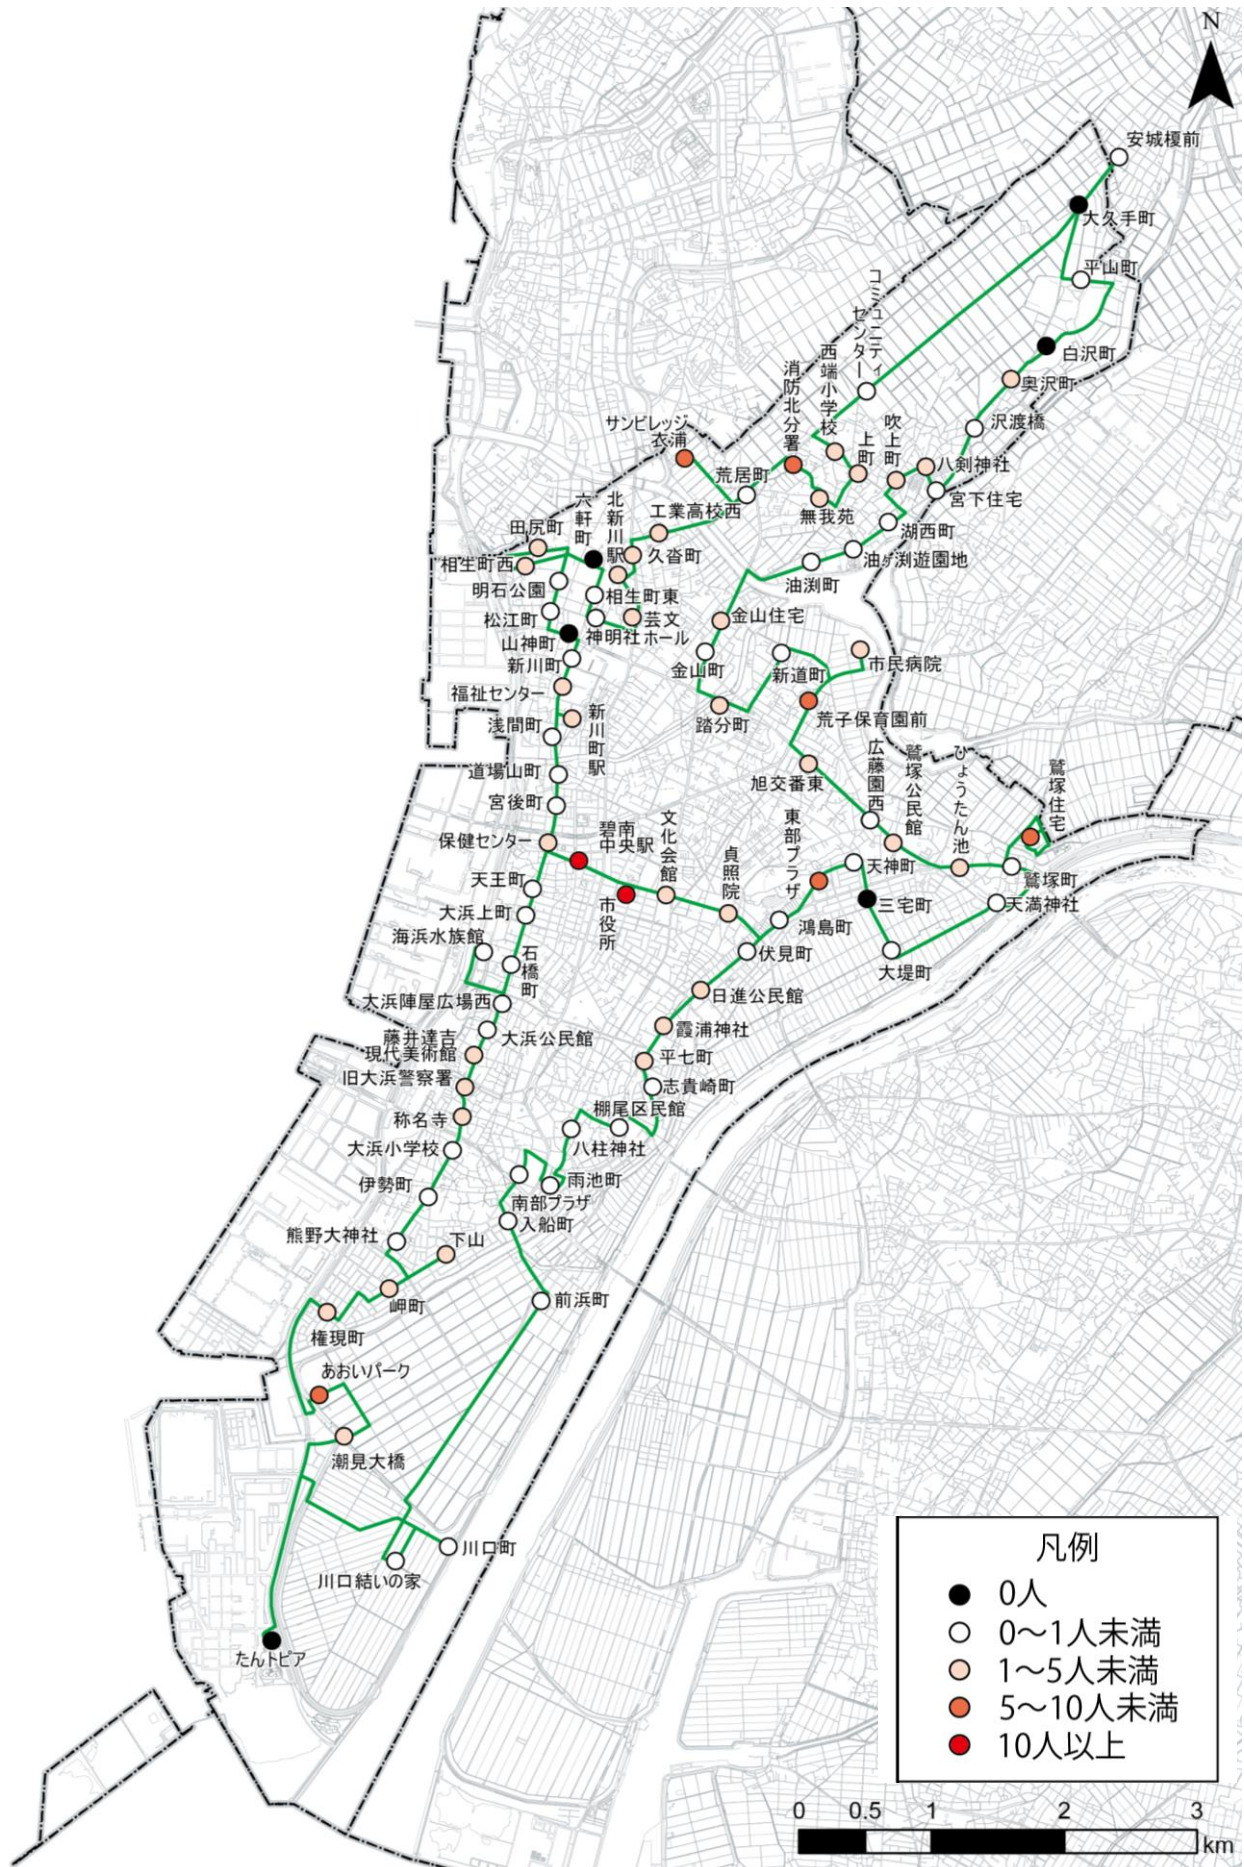 N
安城榎前
大久手町
平山町
コミュニティ
センター
西端小学校
消防北分署
白沢町
奥沢町
吹上町
上町
沢渡橋
サンビレッジ
衣浦
荒居町
八剣神社
宮下住宅
無我苑
工業高校西
北新川駅
六軒町
田尻町
久沓町
湖西町
油ヶ渕遊園地
油渕町
相生町西
明石公園
相生町東
松江町
芸文
ホール
神明社
金山住宅
山神町
新川町
金山町
新道町
市民病院
福祉センター
新川町駅
浅間町
踏分町
荒子保育園前
道場山町
旭交番東
広藤園西
鷲塚公民館
ひょうたん池
鷲塚住宅
宮後町
保健センター
碧南
中央駅
文化会館
貞照院
東部プラザ
天神町
鷲塚町
天王町
市役所
三宅町
天満神社
大浜上町
鴻島町
海浜水族館
石橋町
伏見町
大堤町
大浜陣屋広場西
日進公民館
大浜公民館
霞浦神社
藤井達吉
現代美術館
平七町
旧大浜警察署
志貴崎町
称名寺
棚尾区民館
大浜小学校
八柱神社
伊勢町
雨池町
南部プラザ
入船町
熊野大神社
下山
岬町
前浜町
権現町
あおいパーク
潮見大橋
川口町
川口結いの家
たんトピア
凡例
0人
0～1人未満
1～5人未満
5～10人未満
10人以上
0 0.5 1 2 3
km